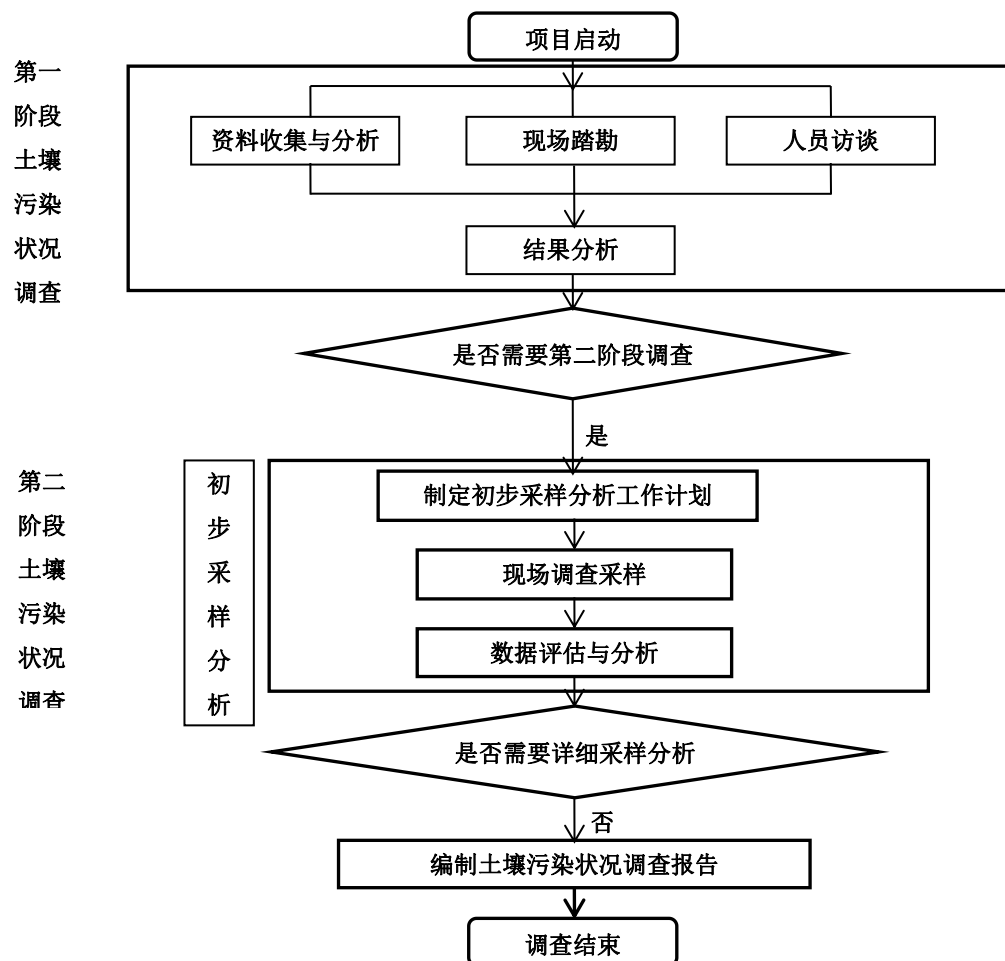 项目启动
第一
阶段
土壤
污染
状况
调查
资料收集与分析
现场踏勘
人员访谈
结果分析
是否需要第二阶段调查
是
第二
阶段
土壤
污染
状况
调查
初
步
采
样
分
析
制定初步采样分析工作计划
现场调查采样
数据评估与分析
是否需要详细采样分析
否
编制土壤污染状况调查报告
调查结束